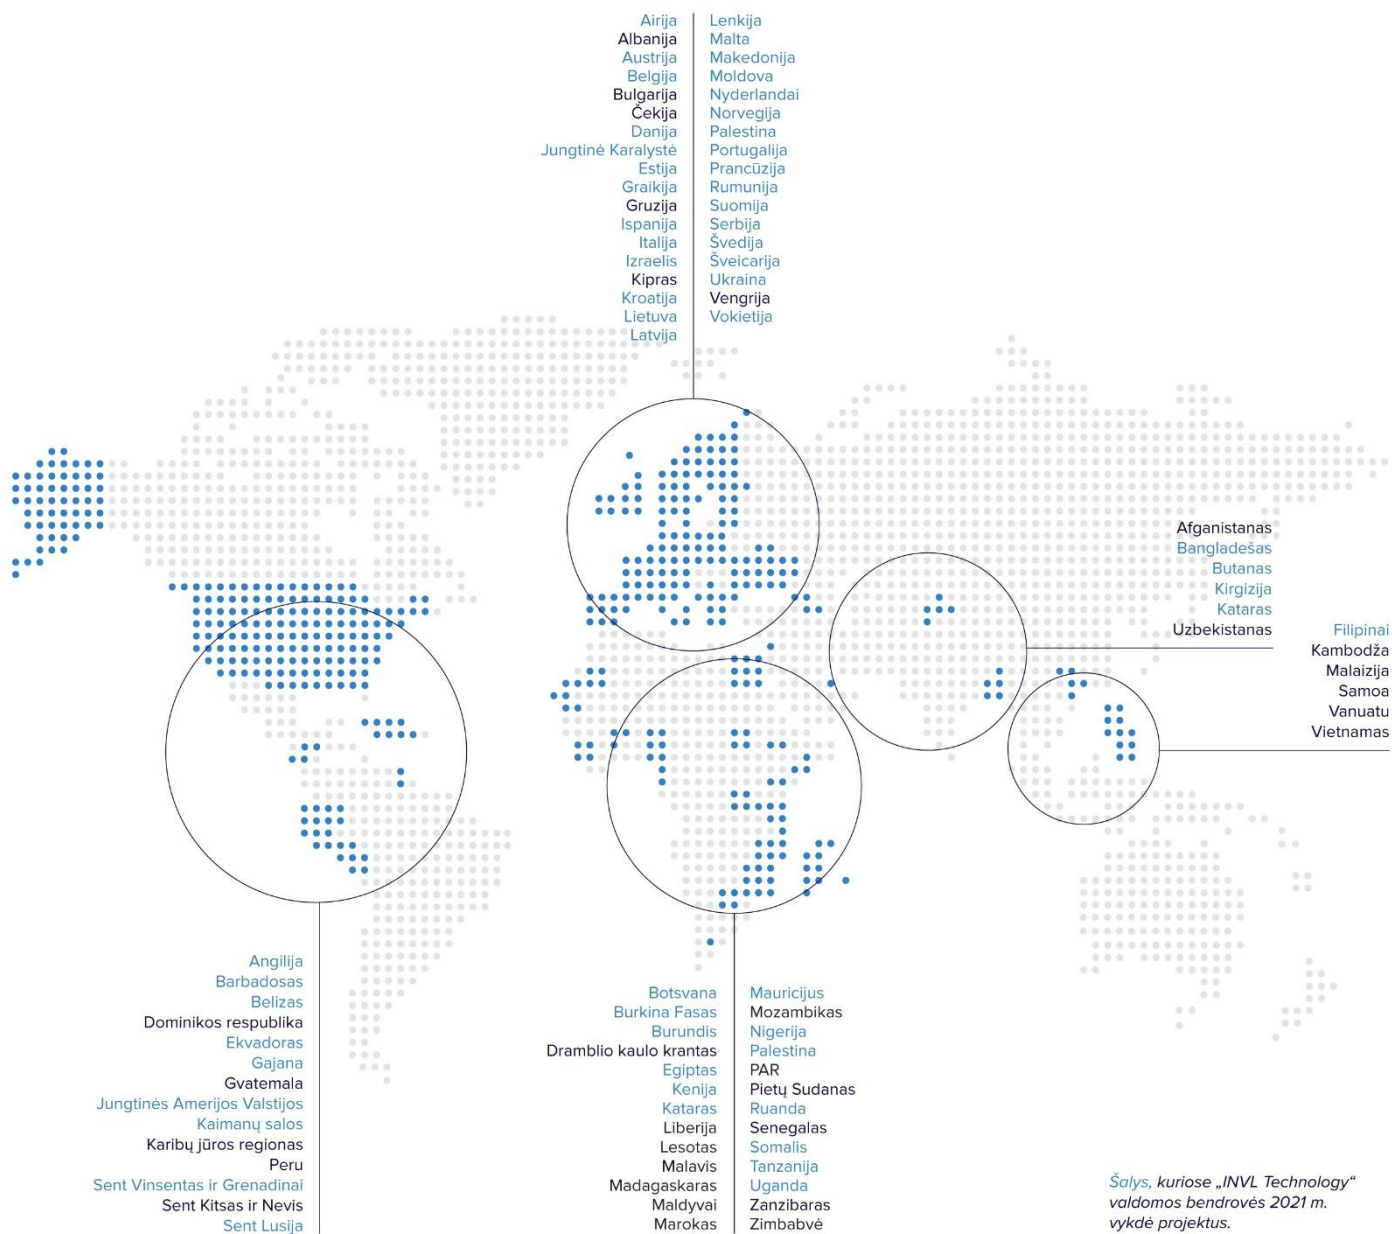 Airija
Albanija
Austrija
Belgija
Bulgarija
Čekija
Danija
Jungtinė Karalystė
Estija
Graikija
Gruzija
Ispanija
Italija
Izraelis
Kipras
Kroatija
Lietuva
Latvija
Lenkija
Malta
Makedonija
Moldova
Nyderlandai
Norvegija
Palestina
Portugalija
Prancūzija
Rumunija
Suomija
Serbija
Švedija
Šveicarija
Ukraina
Vengrija
Vokietija
Afganistanas
Bangladešas
Butanas
Kirgizija
Kataras
Uzbekistanas
Filipinai
Kambodža
Malaizija
Samoa
Vanuatu
Vietnamas
Angilija
Barbadosas
Belizas
Dominikos respublika
Ekvadoras
Gajana
Gvatemala
Jungtinės Amerijos Valstijos
Kaimanų salos
Karibų jūros regionas
Peru
Sent Vinsentas ir Grenadinai
Sent Kitsas ir Nevis
Sent Lusija
Botsvana
Burkina Fasas
Burundis
Dramblio kaulo krantas
Egiptas
Kenija
Kataras
Liberija
Lesotas
Malavis
Madagaskaras
Maldyvai
Marokas
Mauricijus
Mozambikas
Nigerija
Palestina
PAR
Pietų Sudanas
Ruanda
Senegalas
Somalis
Tanzanija
Uganda
Zanzibaras
Zimbabvė
Šalys, kuriose „INVL Technology“
valdomos bendrovės 2021 m.
vykdė projektus.